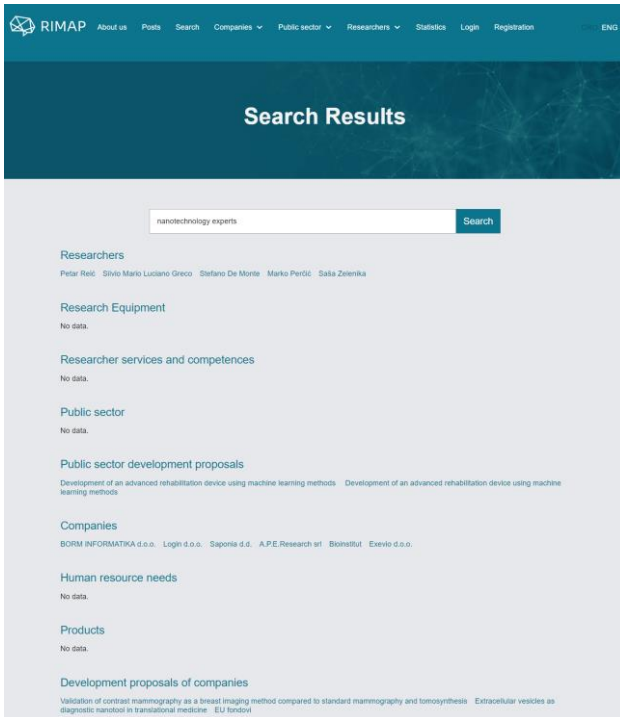 RIMAP About us Posts Search Companies Public sector Researchers Statistics Login Registration ENG
Search Results
nanotechnology experts Search
Researchers
Petar Reić Silvio Mario Luciano Greco Stefano De Monte Marko Perčić Saša Zelenika
Research Equipment
No data.
Researcher services and competences
No data.
Public sector
No data.
Public sector development proposals
Development of an advanced rehabilitation device using machine learning methods Development of an advanced rehabilitation device using machine
learning methods
Companies
BORM INFORMATIKA d.o.o. Login d.o.o. Saponia d.d. A.P.E.Research srl Bioinstitut Exevio d.o.o.
Human resource needs
No data.
Products
No data.
Development proposals of companies
Validation of contrast mammography as a breast imaging method compared to standard mammography and tomosynthesis Extracellular vesicles as
diagnostic nanotool in translational medicine EU fondovi